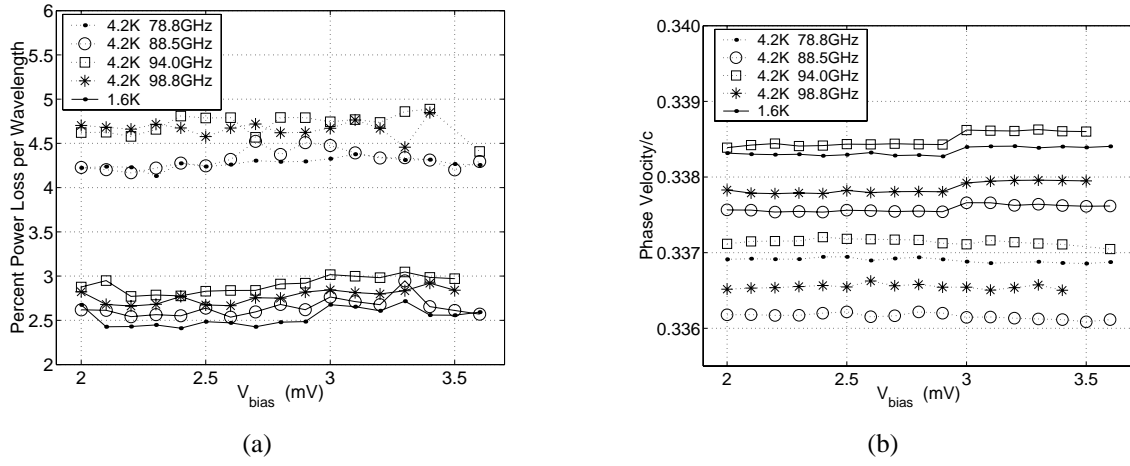 6
5.5
5
4.5
4
3.5
3
2.5
2
Percent Power Loss per Wavelength
4.2K 78.8GHz
4.2K 88.5GHz
4.2K 94.0GHz
4.2K 98.8GHz
1.6K
2 2.5 3 3.5
V_bias (mV)
(a)
0.340
0.339
0.338
0.337
0.336
Phase Velocity/c
4.2K 78.8GHz
4.2K 88.5GHz
4.2K 94.0GHz
4.2K 98.8GHz
1.6K
2 2.5 3 3.5
V_bias (mV)
(b)